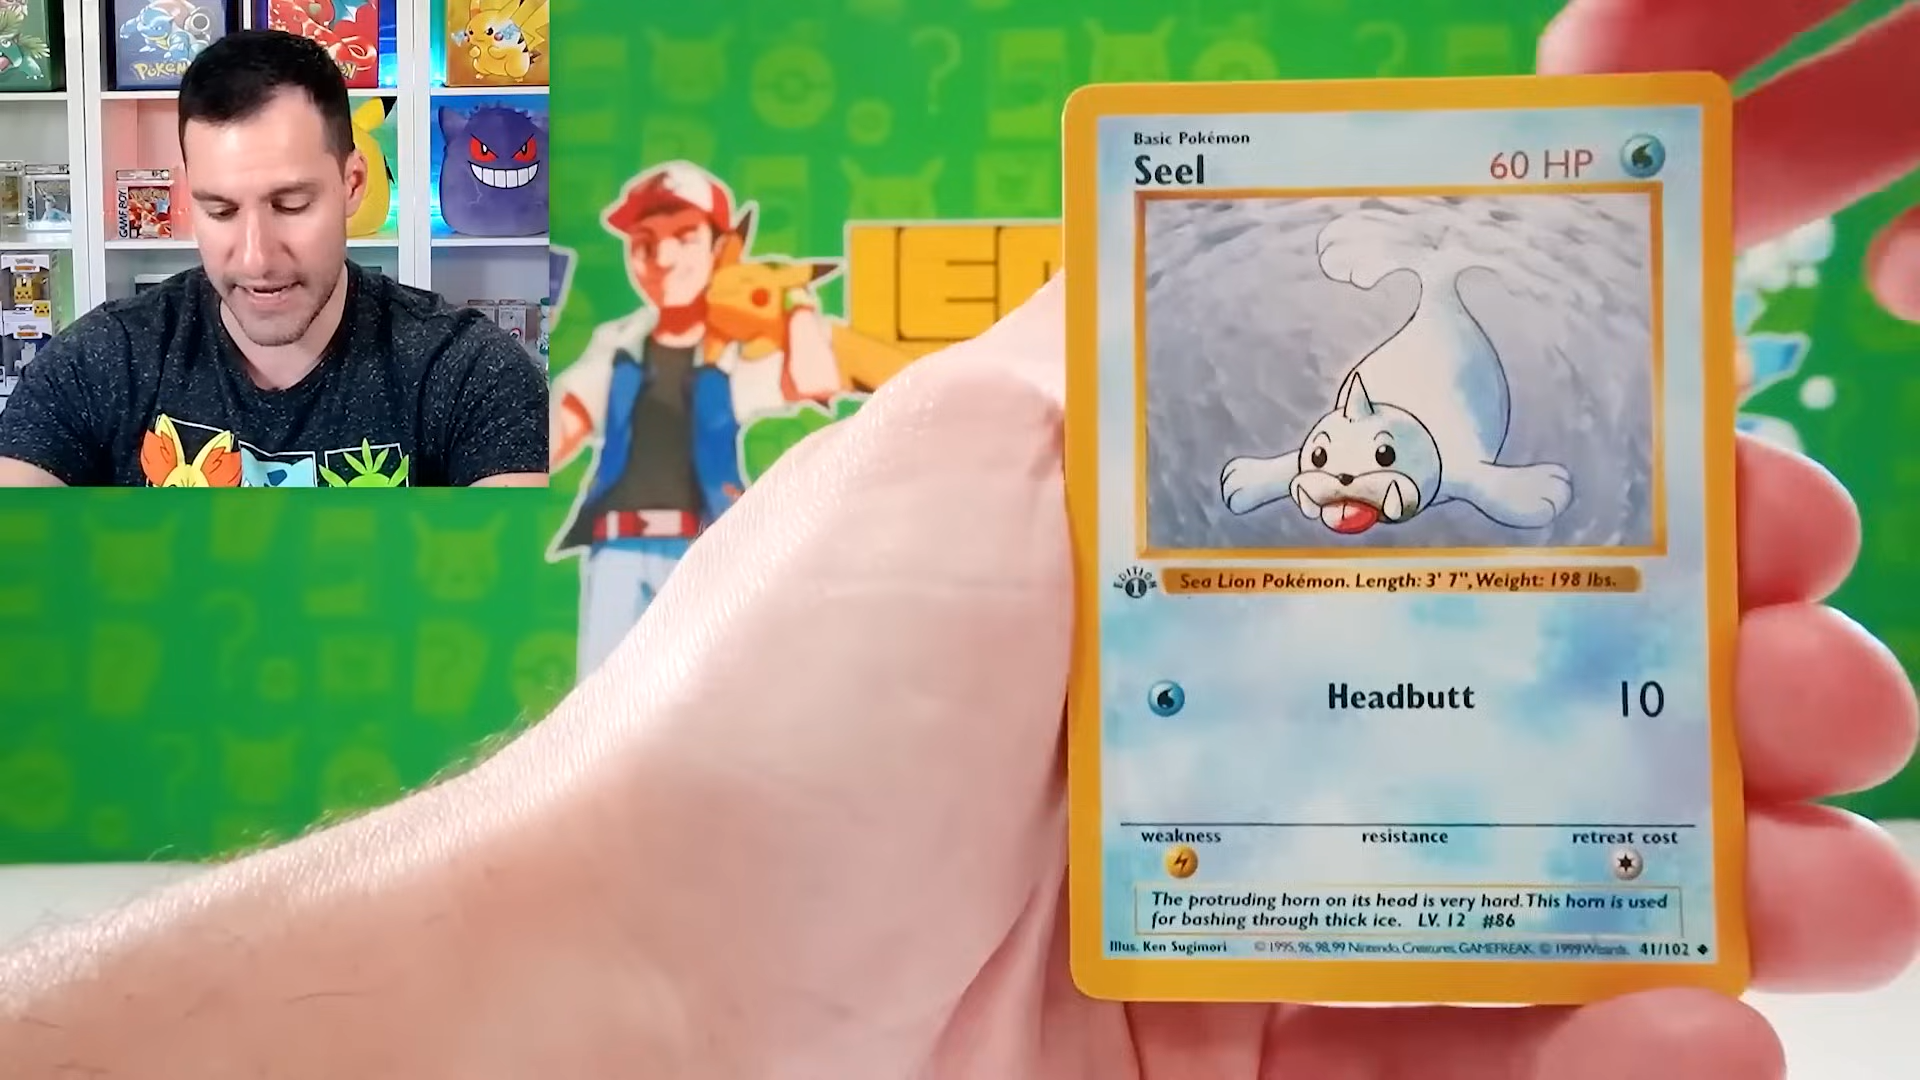 POKÉM
GAME BOY
Basic Pokémon
Seel
60 HP
EDITION
1
Sea Lion Pokémon. Length: 3' 7", Weight: 198 lbs.
Headbutt
10
weakness
resistance
retreat cost
The protruding horn on its head is very hard. This horn is used
for bashing through thick ice. LV. 12 #86
Illus. Ken Sugimori
© 1995, 96, 98, 99 Nintendo, Creatures, GAMEFREAK. © 1999 Wizards.
41/102